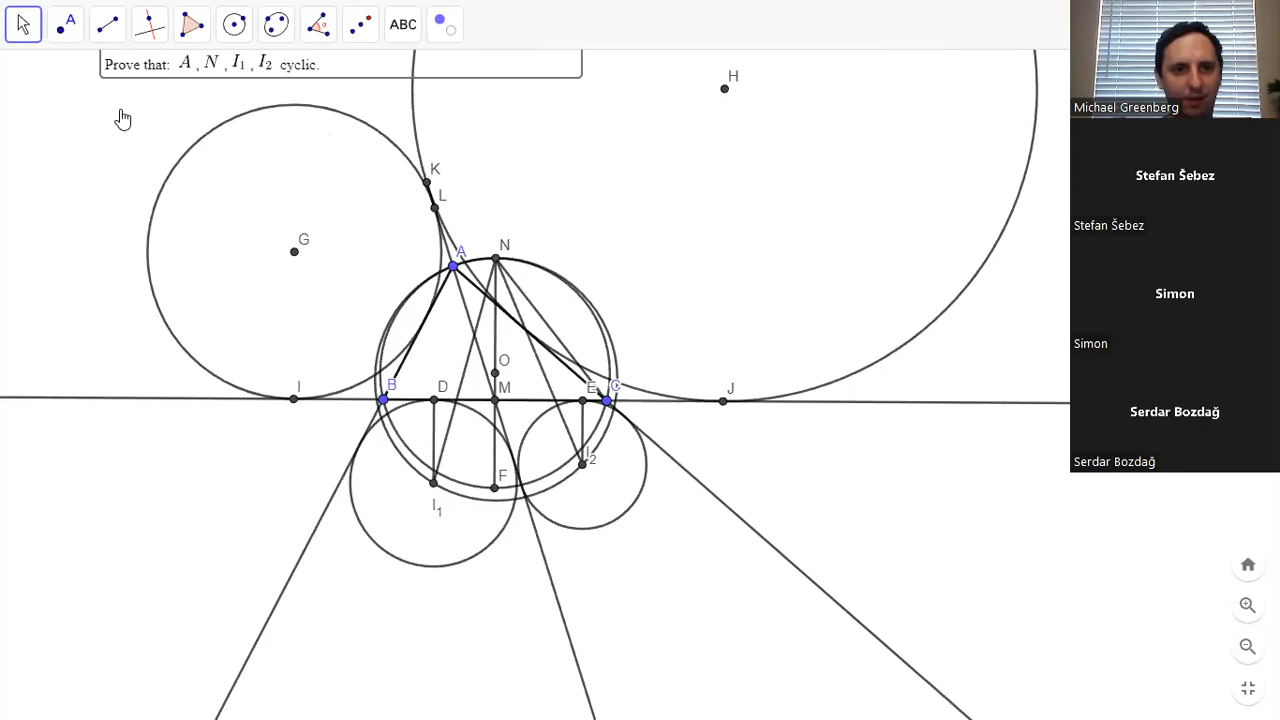 ABC
Prove that: A , N , I₁ , I₂ cyclic.
H
K
L
G
A
N
O
I
B
D
M
E
C
J
I₂
F
I₁
Michael Greenberg
Stefan Šebez
Stefan Šebez
Simon
Simon
Serdar Bozdağ
Serdar Bozdağ